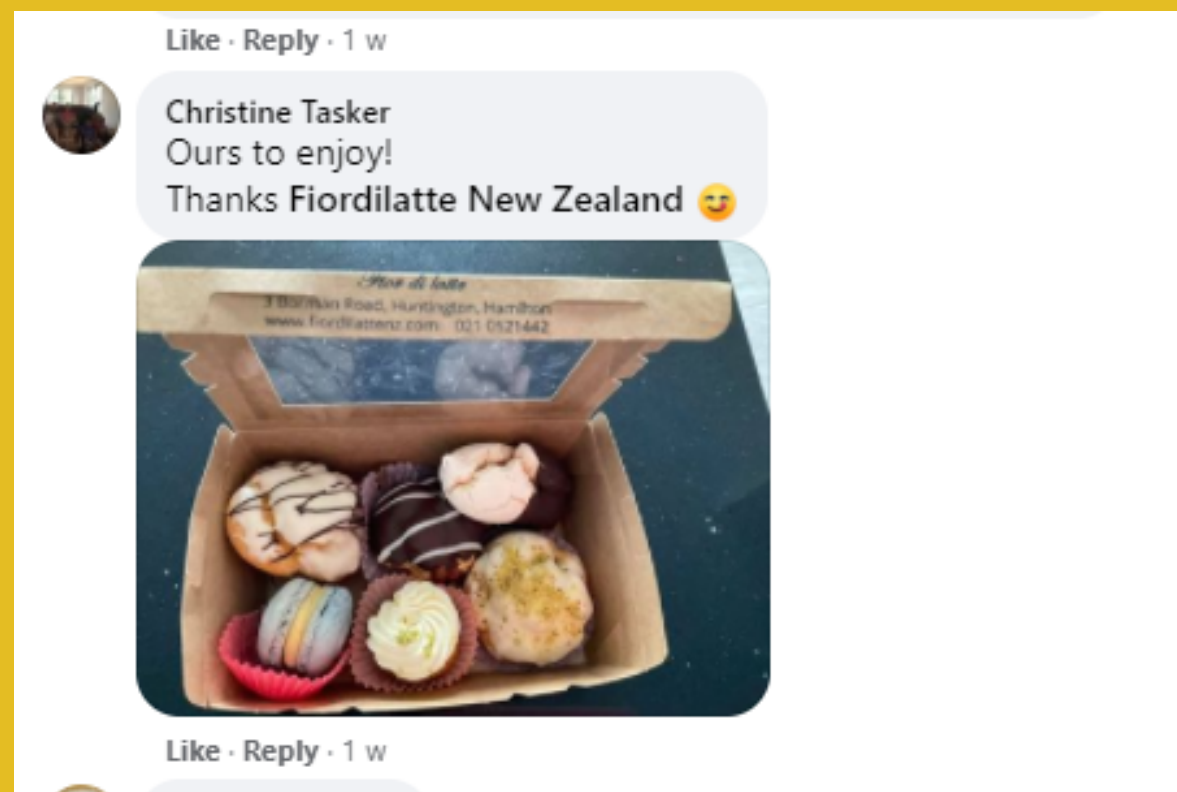 Like · Reply · 1 w
Christine Tasker
Ours to enjoy!
Thanks Fiordilatte New Zealand 😋
Fior di latte
3 Borman Road, Huntington, Hamilton
www.fiordilattenz.com 021 0521442
Like · Reply · 1 w